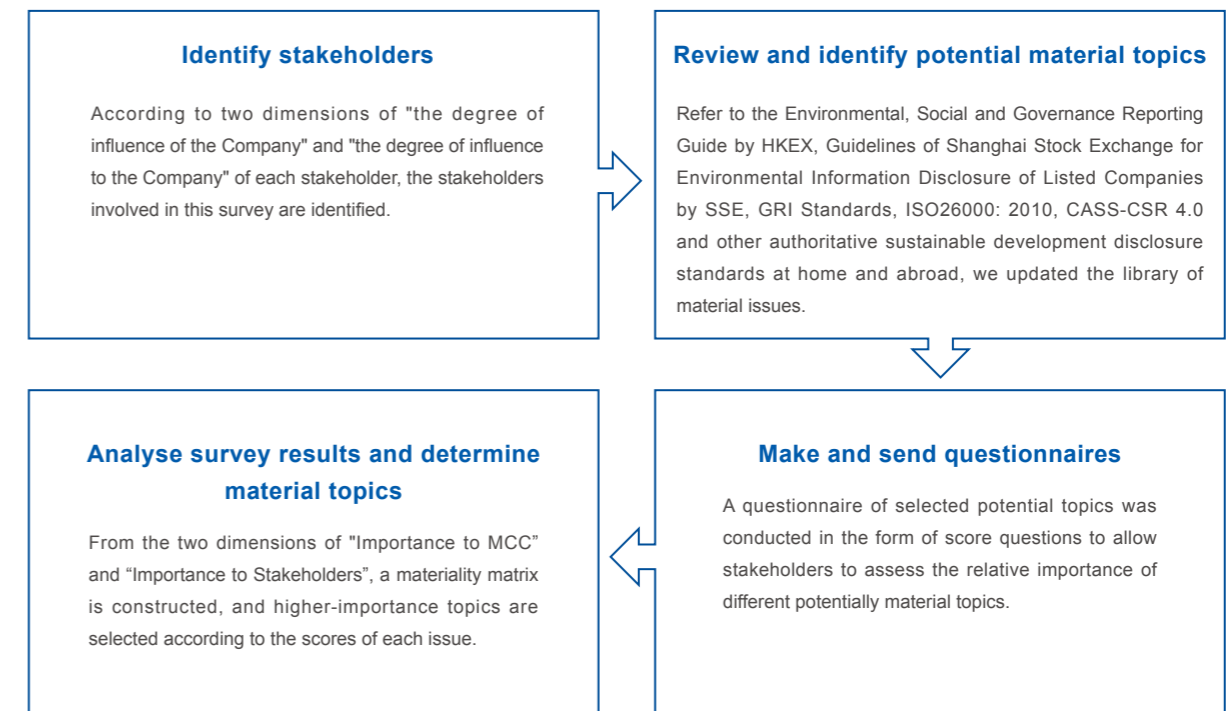 Identify stakeholders
According to two dimensions of "the degree of
influence of the Company" and "the degree of influence
to the Company" of each stakeholder, the stakeholders
involved in this survey are identified.
Review and identify potential material topics
Refer to the Environmental, Social and Governance Reporting
Guide by HKEX, Guidelines of Shanghai Stock Exchange for
Environmental Information Disclosure of Listed Companies
by SSE, GRI Standards, ISO26000: 2010, CASS-CSR 4.0
and other authoritative sustainable development disclosure
standards at home and abroad, we updated the library of
material issues.
Make and send questionnaires
A questionnaire of selected potential topics was
conducted in the form of score questions to allow
stakeholders to assess the relative importance of
different potentially material topics.
Analyse survey results and determine
material topics
From the two dimensions of "Importance to MCC”
and “Importance to Stakeholders”, a materiality matrix
is constructed, and higher-importance topics are
selected according to the scores of each issue.